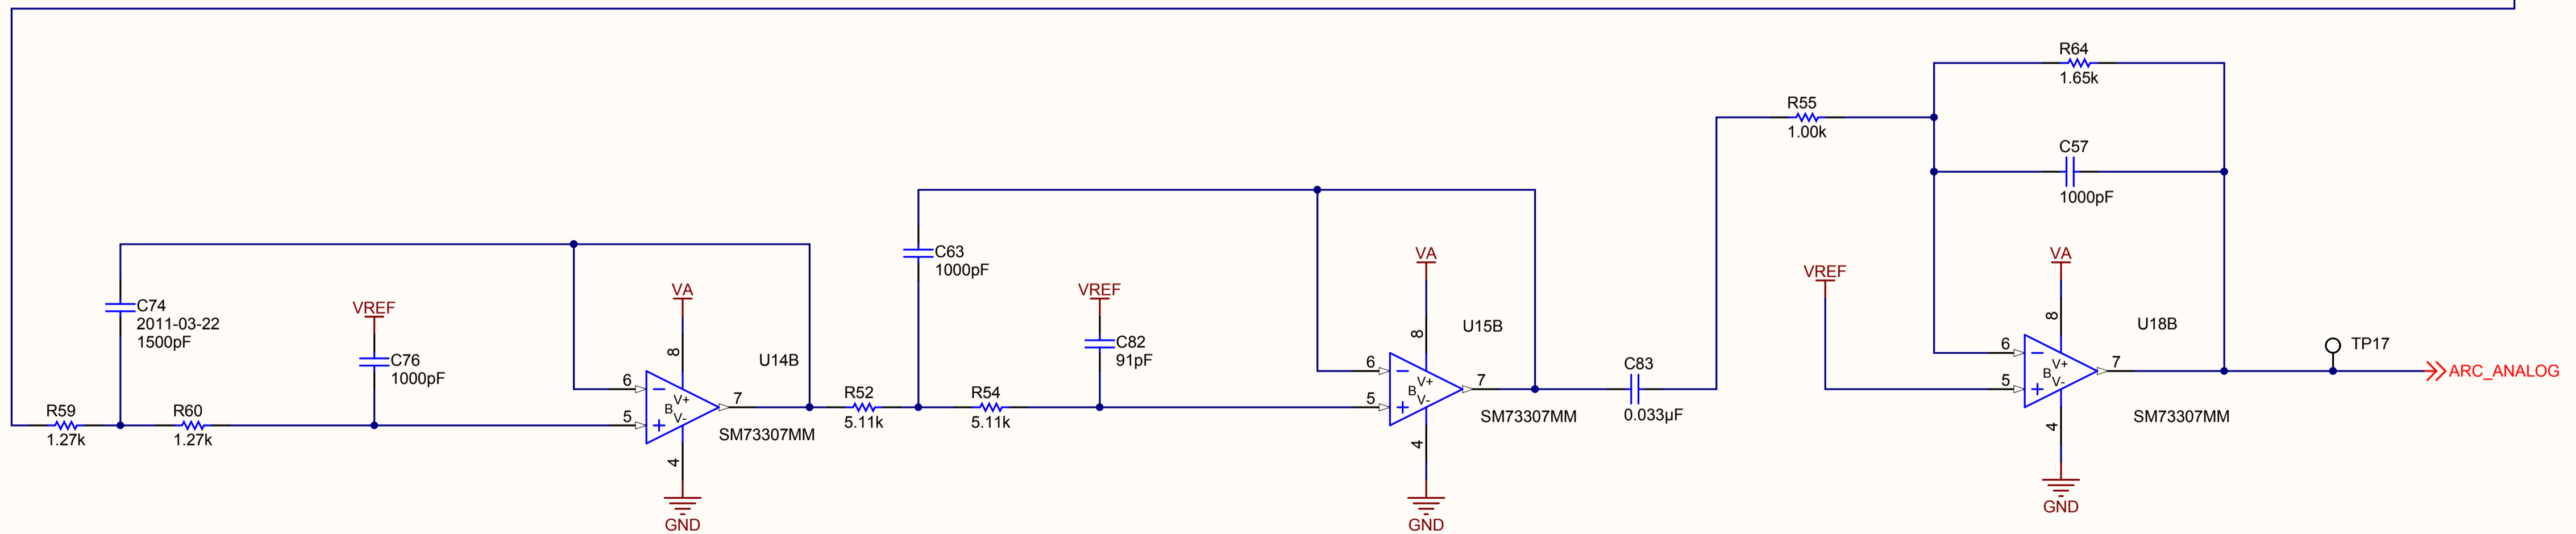 R64
1.65k
R55
1.00k
C57
1000pF
C63
1000pF
VA
VREF
VA
C74
2011-03-22
1500pF
VREF
VA
VREF
C76
1000pF
8
U14B
C82
91pF
8
U15B
8
U18B
TP17
6
5
V+
B
V-
7
R59
1.27k
R60
1.27k
SM73307MM
4
GND
R52
5.11k
R54
5.11k
6
5
V+
B
V-
7
SM73307MM
4
GND
C83
0.033µF
6
5
V+
B
V-
7
SM73307MM
4
GND
ARC_ANALOG